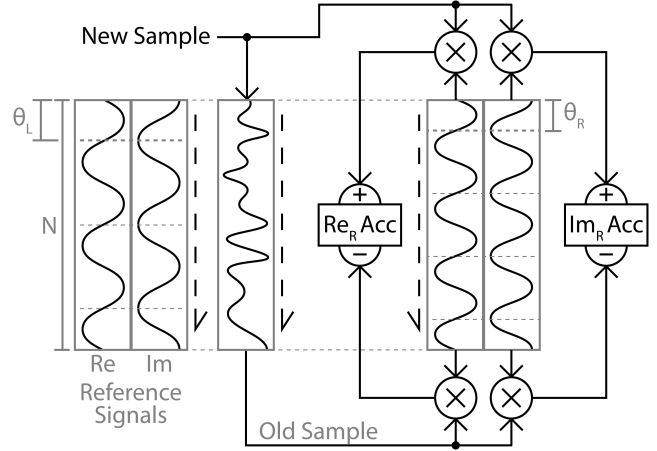 New Sample
θL
θR
N
+
+
ReR Acc
ImR Acc
−
−
Re
Im
Reference
Signals
Old Sample